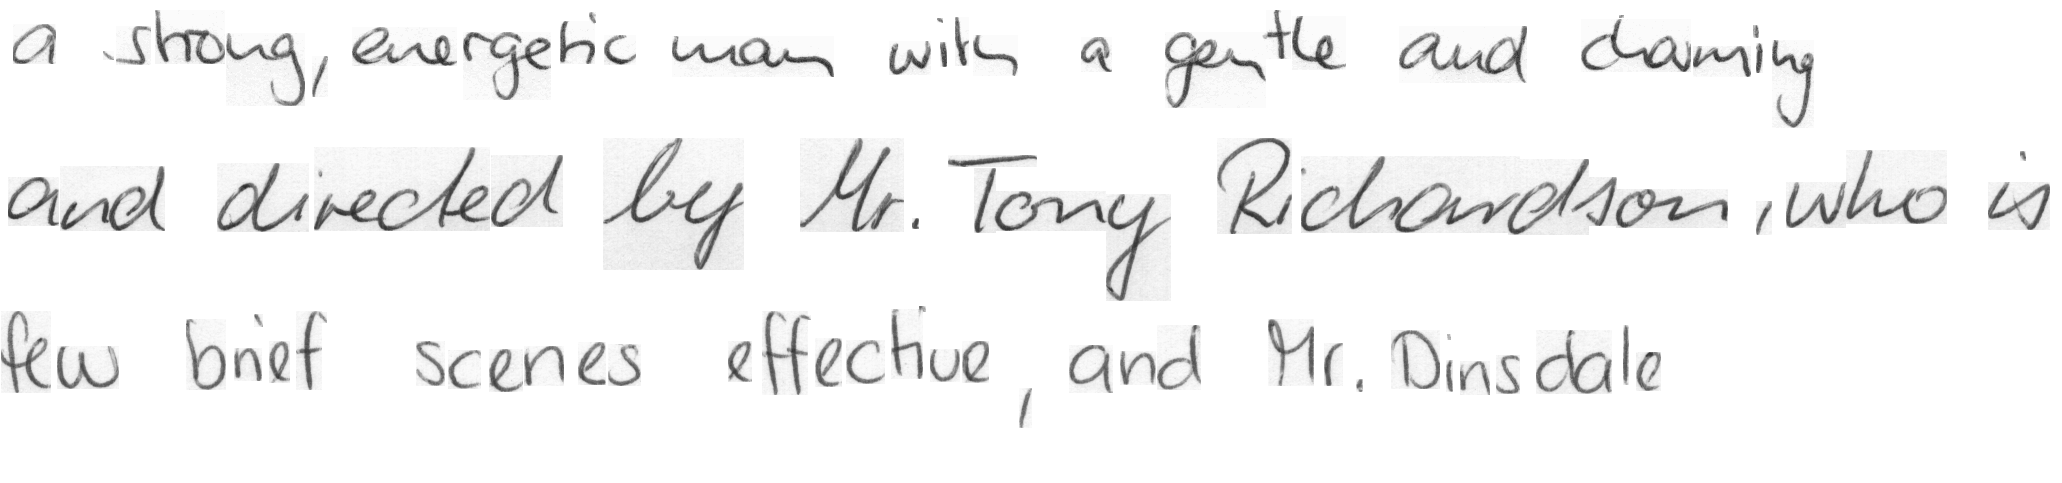 a strong, energetic man with a gentle and charming
and directed by Mr. Tony Richardson, who is
few brief scenes effective, and Mr. Dinsdale